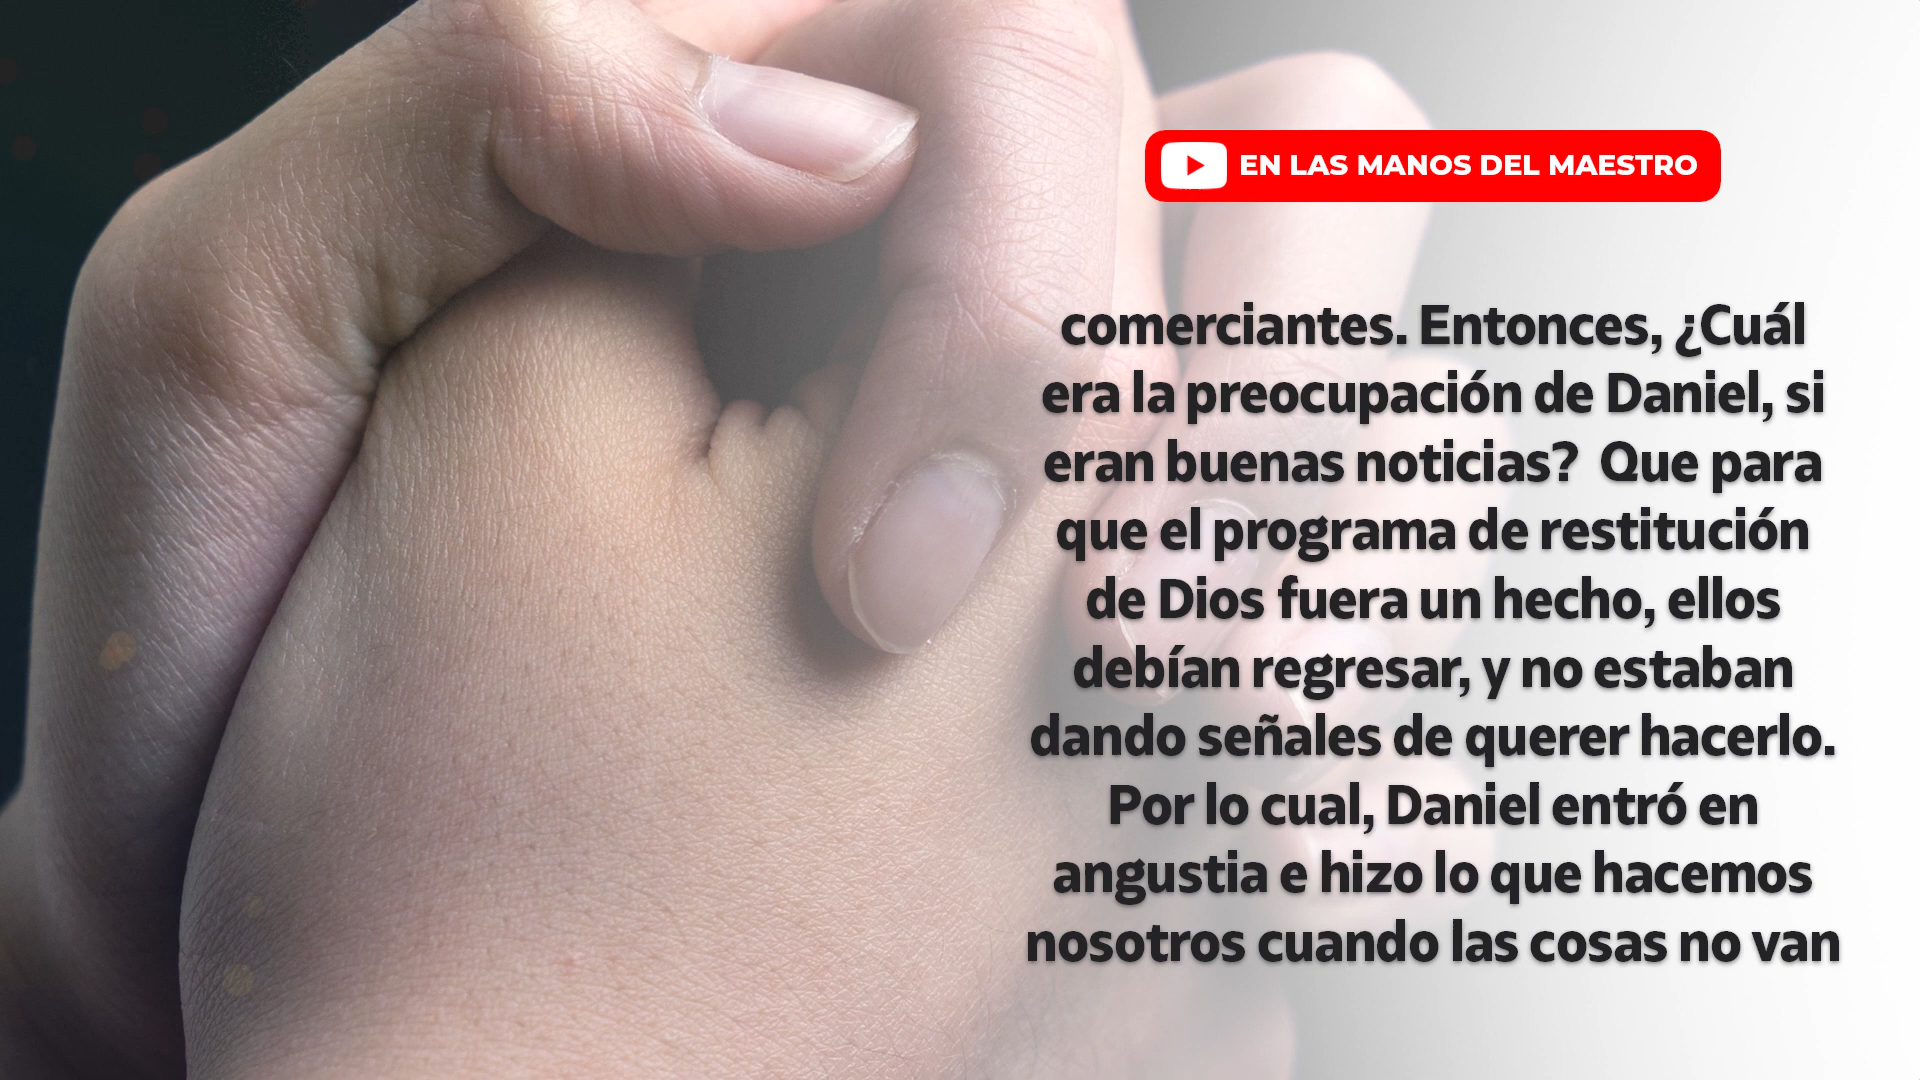 EN LAS MANOS DEL MAESTRO
comerciantes. Entonces, ¿Cuál
era la preocupación de Daniel, si
eran buenas noticias?  Que para
que el programa de restitución
de Dios fuera un hecho, ellos
debían regresar, y no estaban
dando señales de querer hacerlo.
Por lo cual, Daniel entró en
angustia e hizo lo que hacemos
nosotros cuando las cosas no van